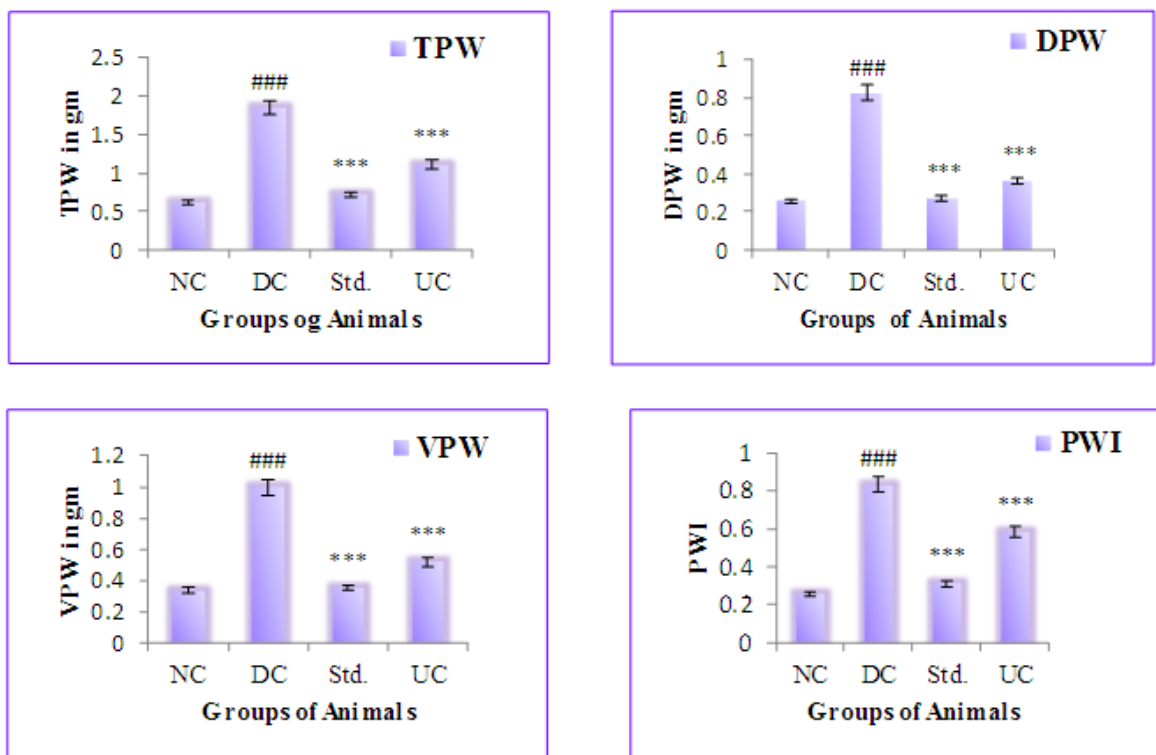 TPW
TPW in gm
2.5
2
1.5
1
0.5
0
###
***
***
NC DC Std. UC
Groups og Animals
DPW
DPW in gm
1
0.8
0.6
0.4
0.2
0
###
***
***
NC DC Std. UC
Groups of Animals
VPW
VPW in gm
1.2
1
0.8
0.6
0.4
0.2
0
###
***
***
NC DC Std. UC
Groups of Animals
PWI
PWI
1
0.8
0.6
0.4
0.2
0
###
***
***
NC DC Std. UC
Groups of Animals